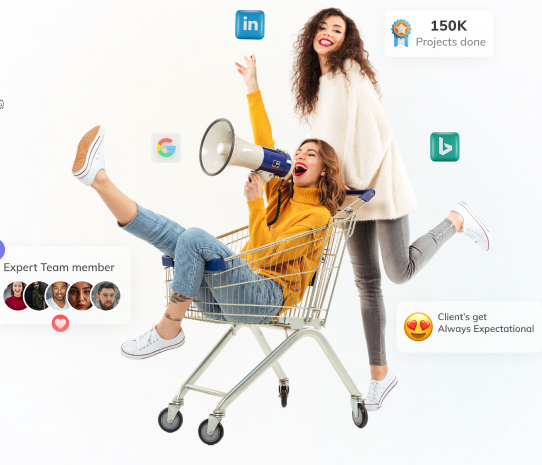 in
150K
Projects done
G
b
Expert Team member
Client's get
Always Expectational